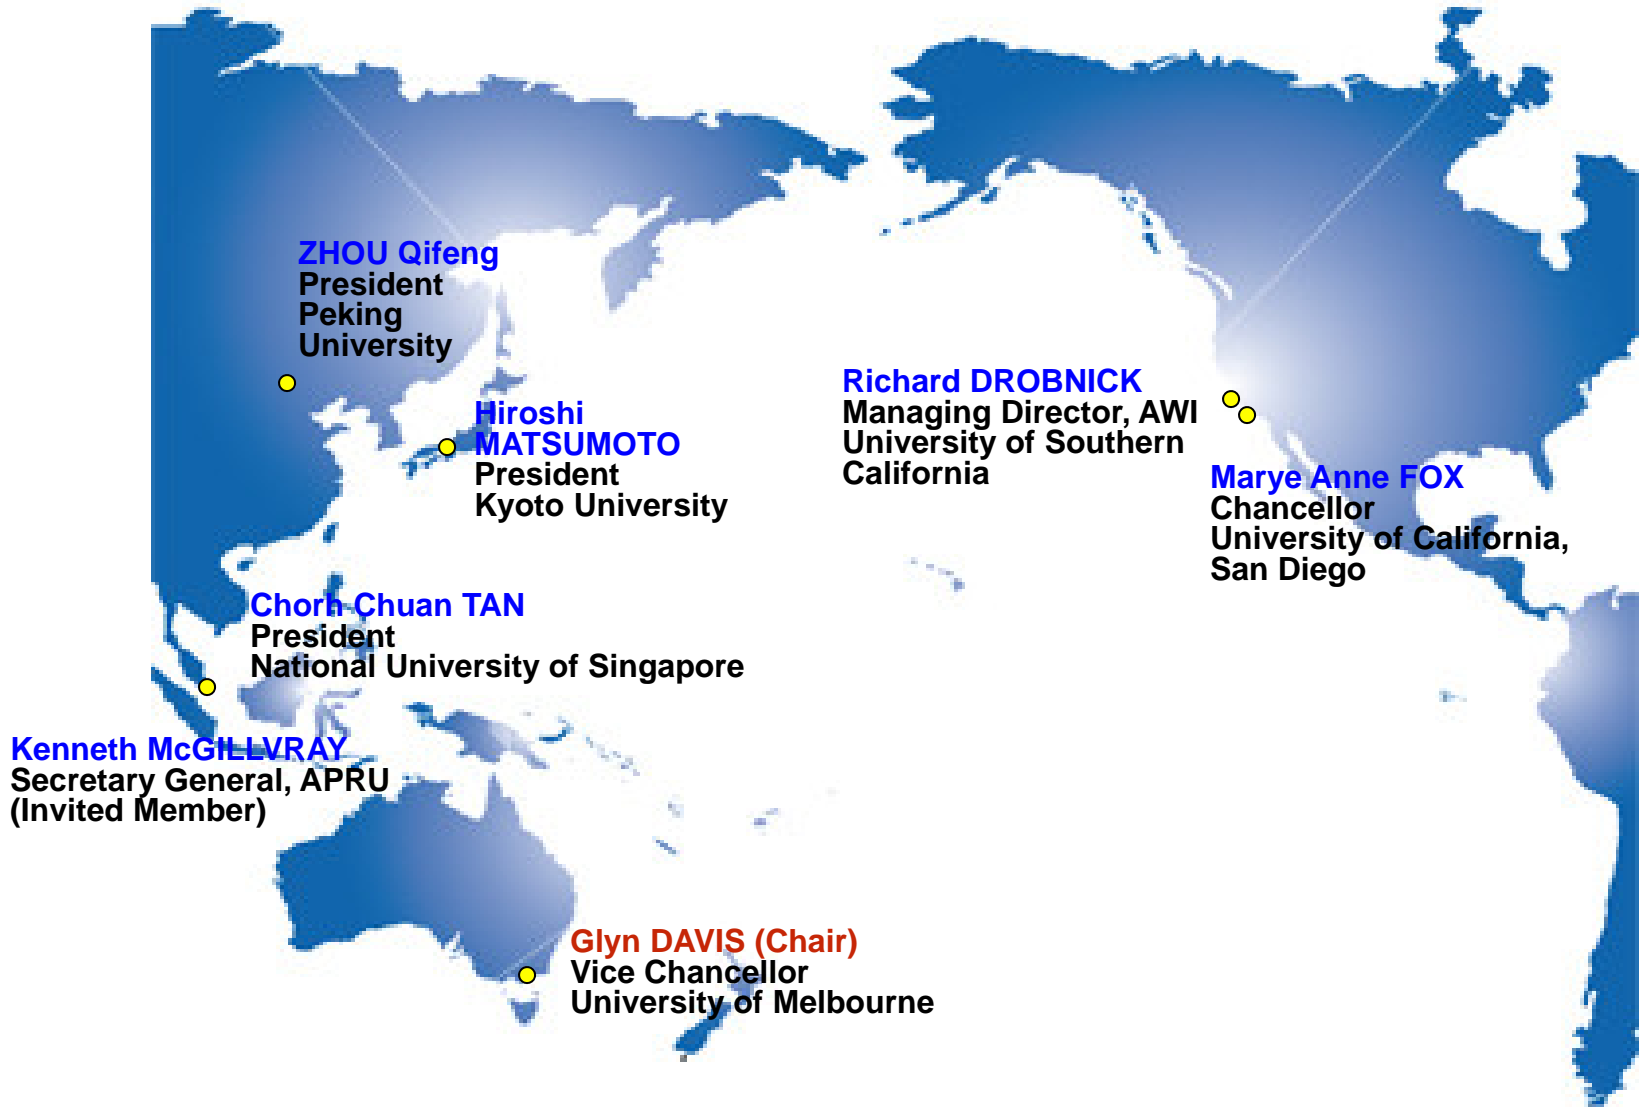 ZHOU Qifeng
President
Peking
University
Hiroshi
MATSUMOTO
President
Kyoto University
Richard DROBNICK
Managing Director, AWI
University of Southern
California
Marye Anne FOX
Chancellor
University of California,
San Diego
Chorh Chuan TAN
President
National University of Singapore
Kenneth McGILLVRAY
Secretary General, APRU
(Invited Member)
Glyn DAVIS (Chair)
Vice Chancellor
University of Melbourne